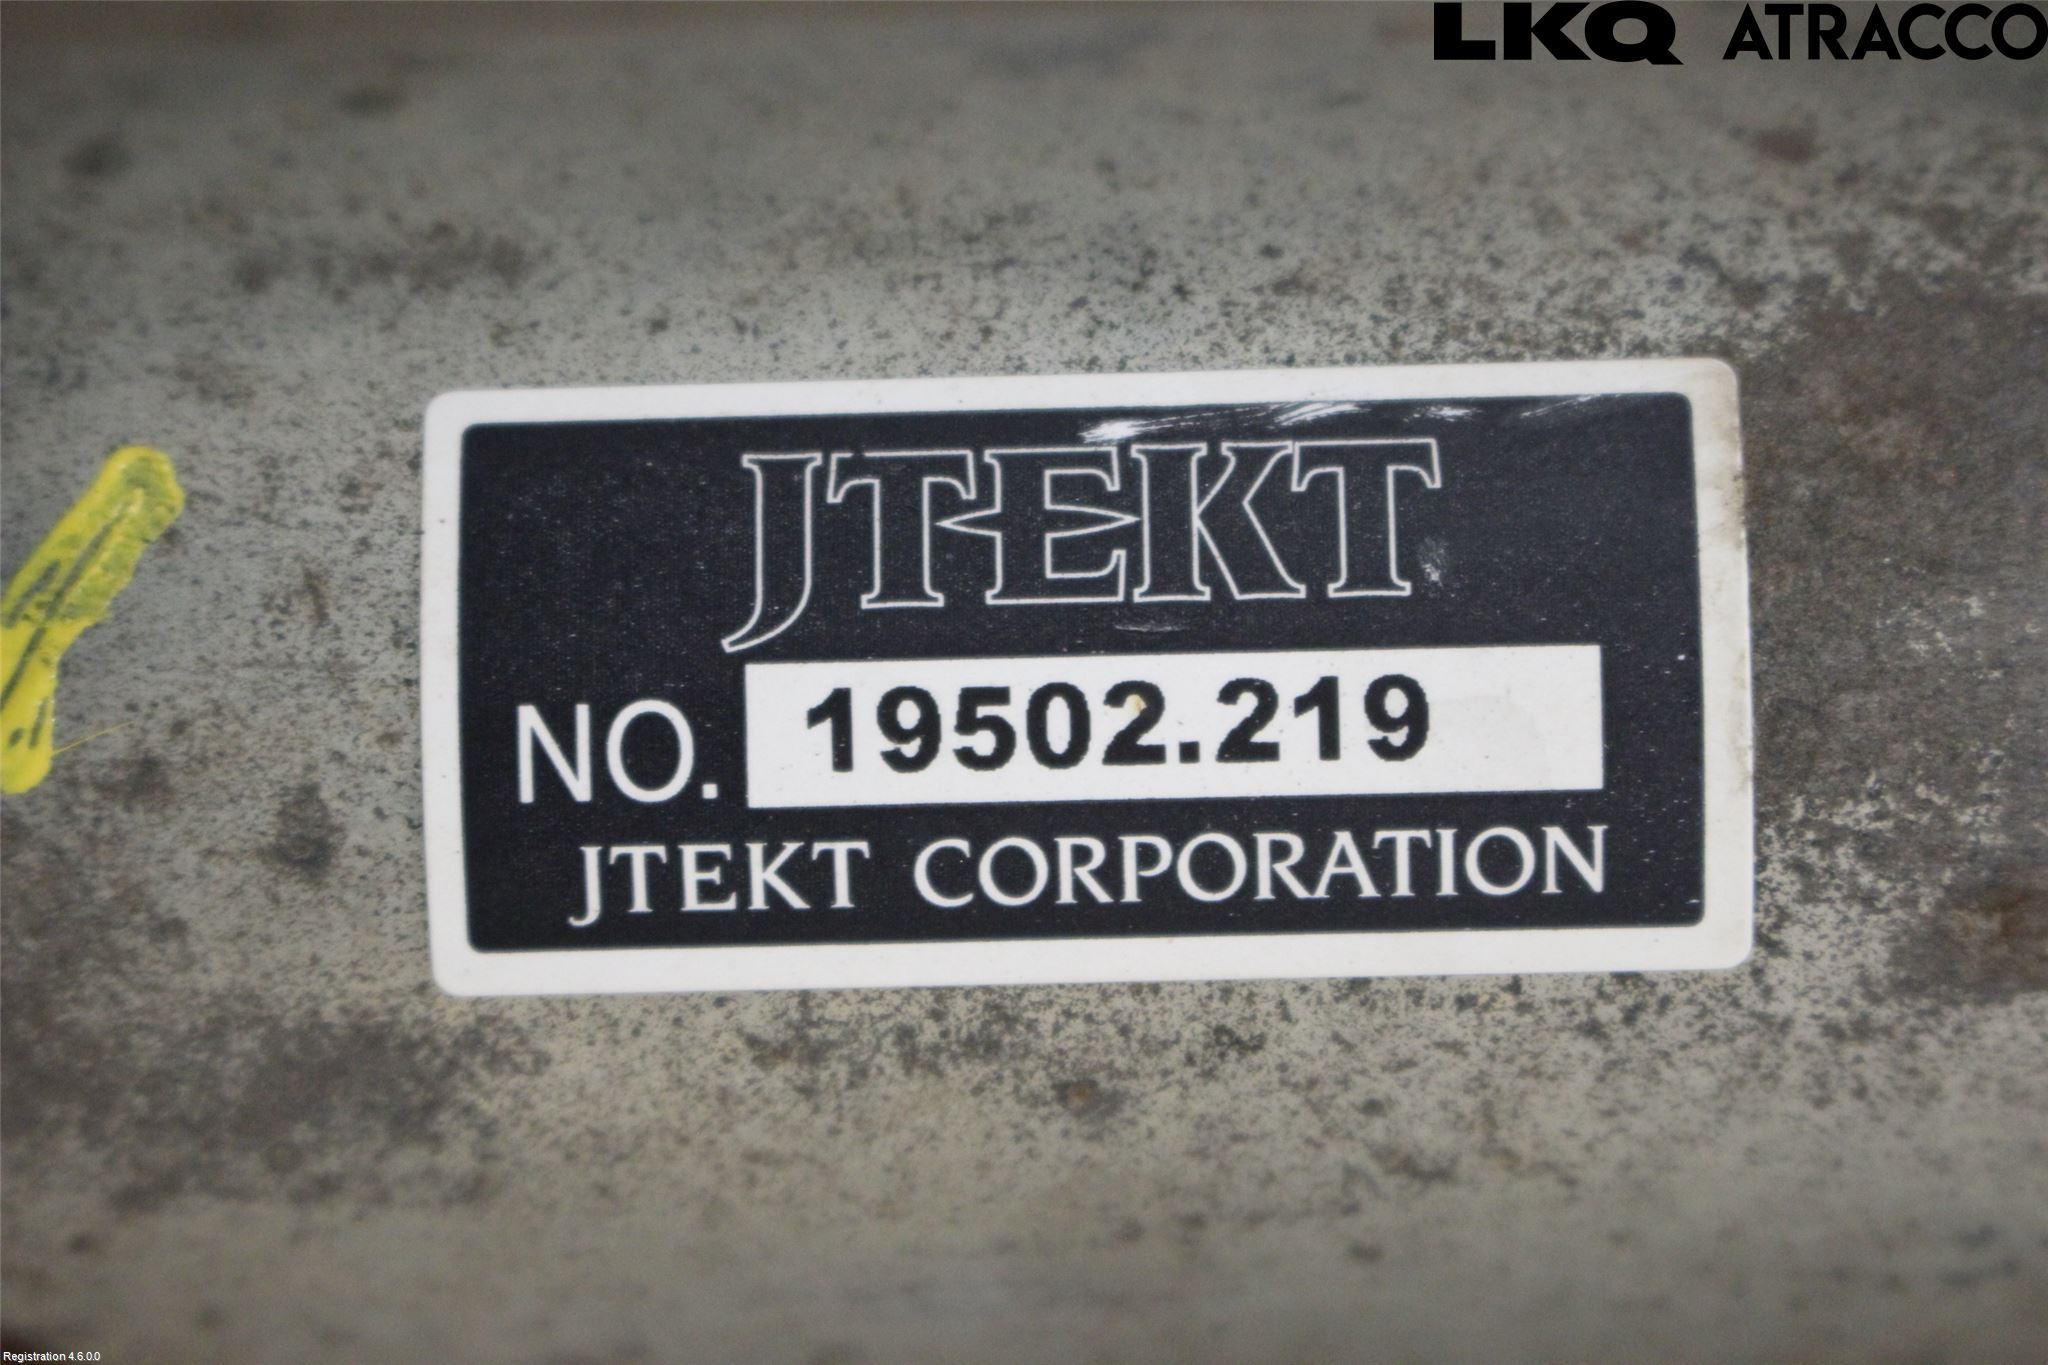 LKQ ATRACCO
JTEKT
NO. 19502.219
JTEKT CORPORATION
Registration 4.6.0.0